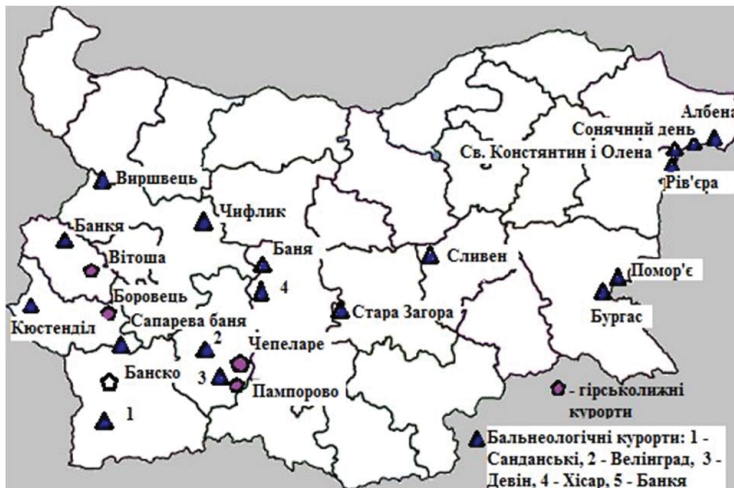 Албена
Сонячний день
Св. Констянтин і Олена
Рів'єра
Виршвець
Чифлик
Банкя
Вітоша
Баня
Сливен
Помор'є
4
Боровець
Кюстенділ
Сапарева баня
Стара Загора
Бургас
2
Чепеларе
Банско
3
Пампорово
- гірськолижні
курорти
1
Бальнеологічні курорти: 1 -
Санданські, 2 - Велінград, 3 -
Девін, 4 - Хісар, 5 - Банкя